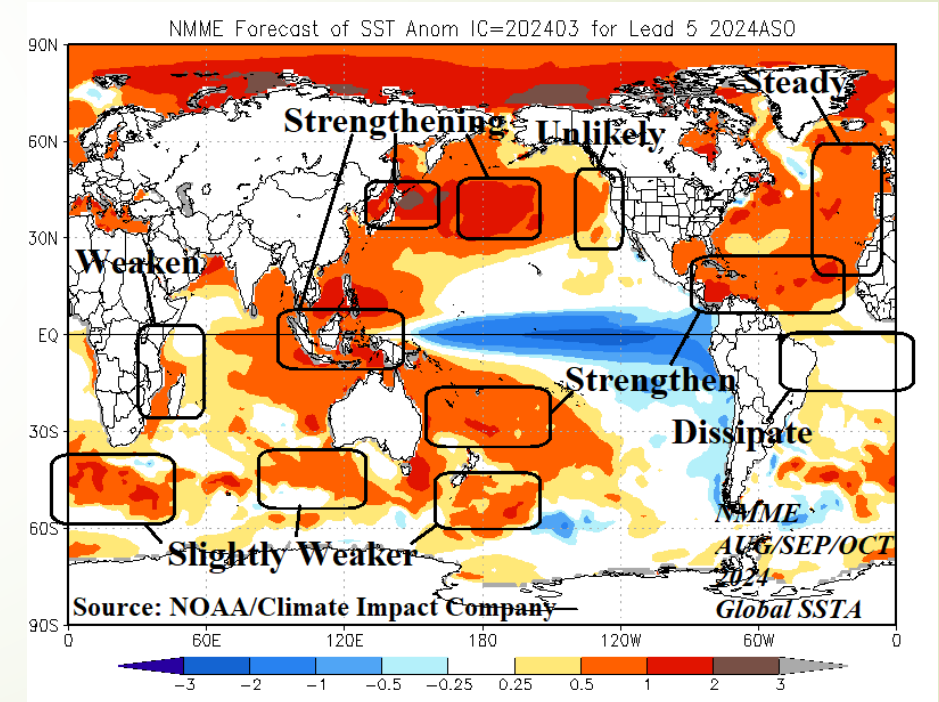 NMME Forecast of SST Anom IC=202403 for Lead 5 2024ASO
90N
Steady
Strengthening
Unlikely
60N
30N
Weaken
EQ
Strengthen
Dissipate
30S
NMME
AUG/SEP/OCT
2024
Global SSTA
60S
Slightly Weaker
Source: NOAA/Climate Impact Company
90S
0 60E 120E 180 120W 60W 0
-3 -2 -1 -0.5 -0.25 0.25 0.5 1 2 3